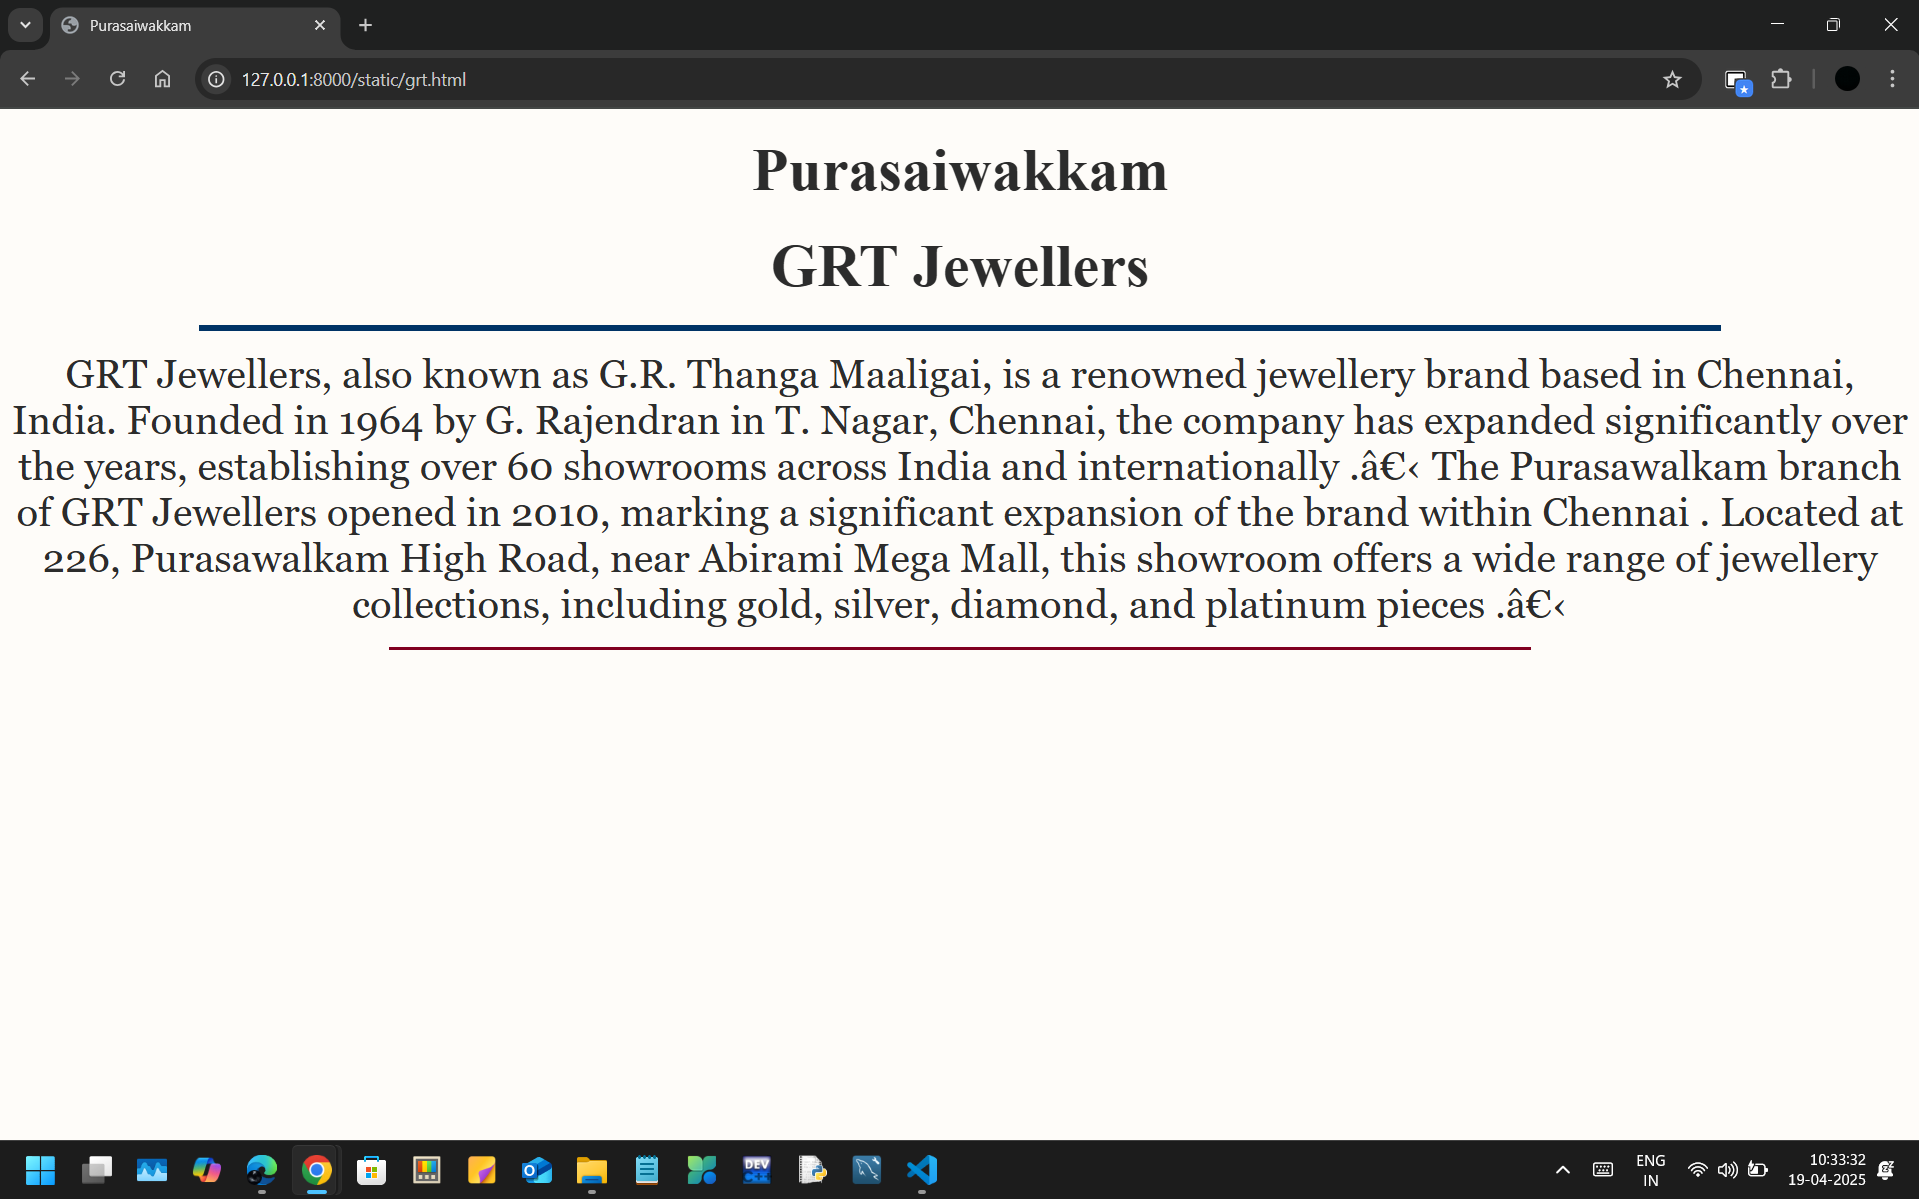 Purasaiwakkam
127.0.0.1:8000/static/grt.html
Purasaiwakkam
GRT Jewellers
GRT Jewellers, also known as G.R. Thanga Maaligai, is a renowned jewellery brand based in Chennai,
India. Founded in 1964 by G. Rajendran in T. Nagar, Chennai, the company has expanded significantly over
the years, establishing over 60 showrooms across India and internationally .â€‹ The Purasawalkam branch
of GRT Jewellers opened in 2010, marking a significant expansion of the brand within Chennai . Located at
226, Purasawalkam High Road, near Abirami Mega Mall, this showroom offers a wide range of jewellery
collections, including gold, silver, diamond, and platinum pieces .â€‹
DEV
ENG
IN
10:33:32
19-04-2025